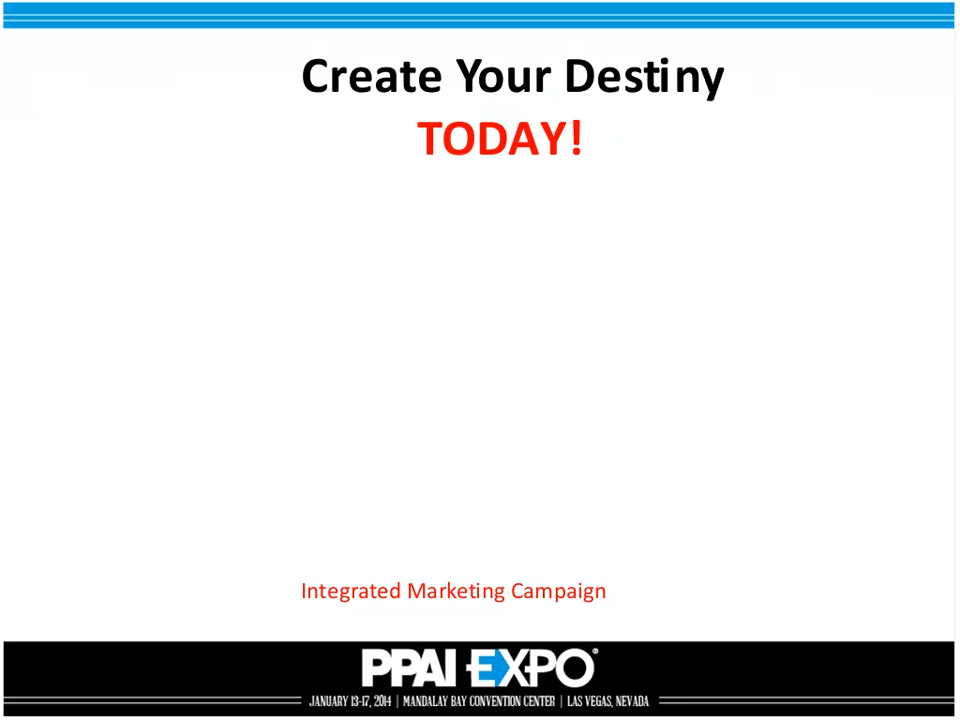 Create Your Destiny
TODAY!
Integrated Marketing Campaign
PPAI EXPO®
JANUARY 13-17, 2014 | MANDALAY BAY CONVENTION CENTER | LAS VEGAS, NEVADA